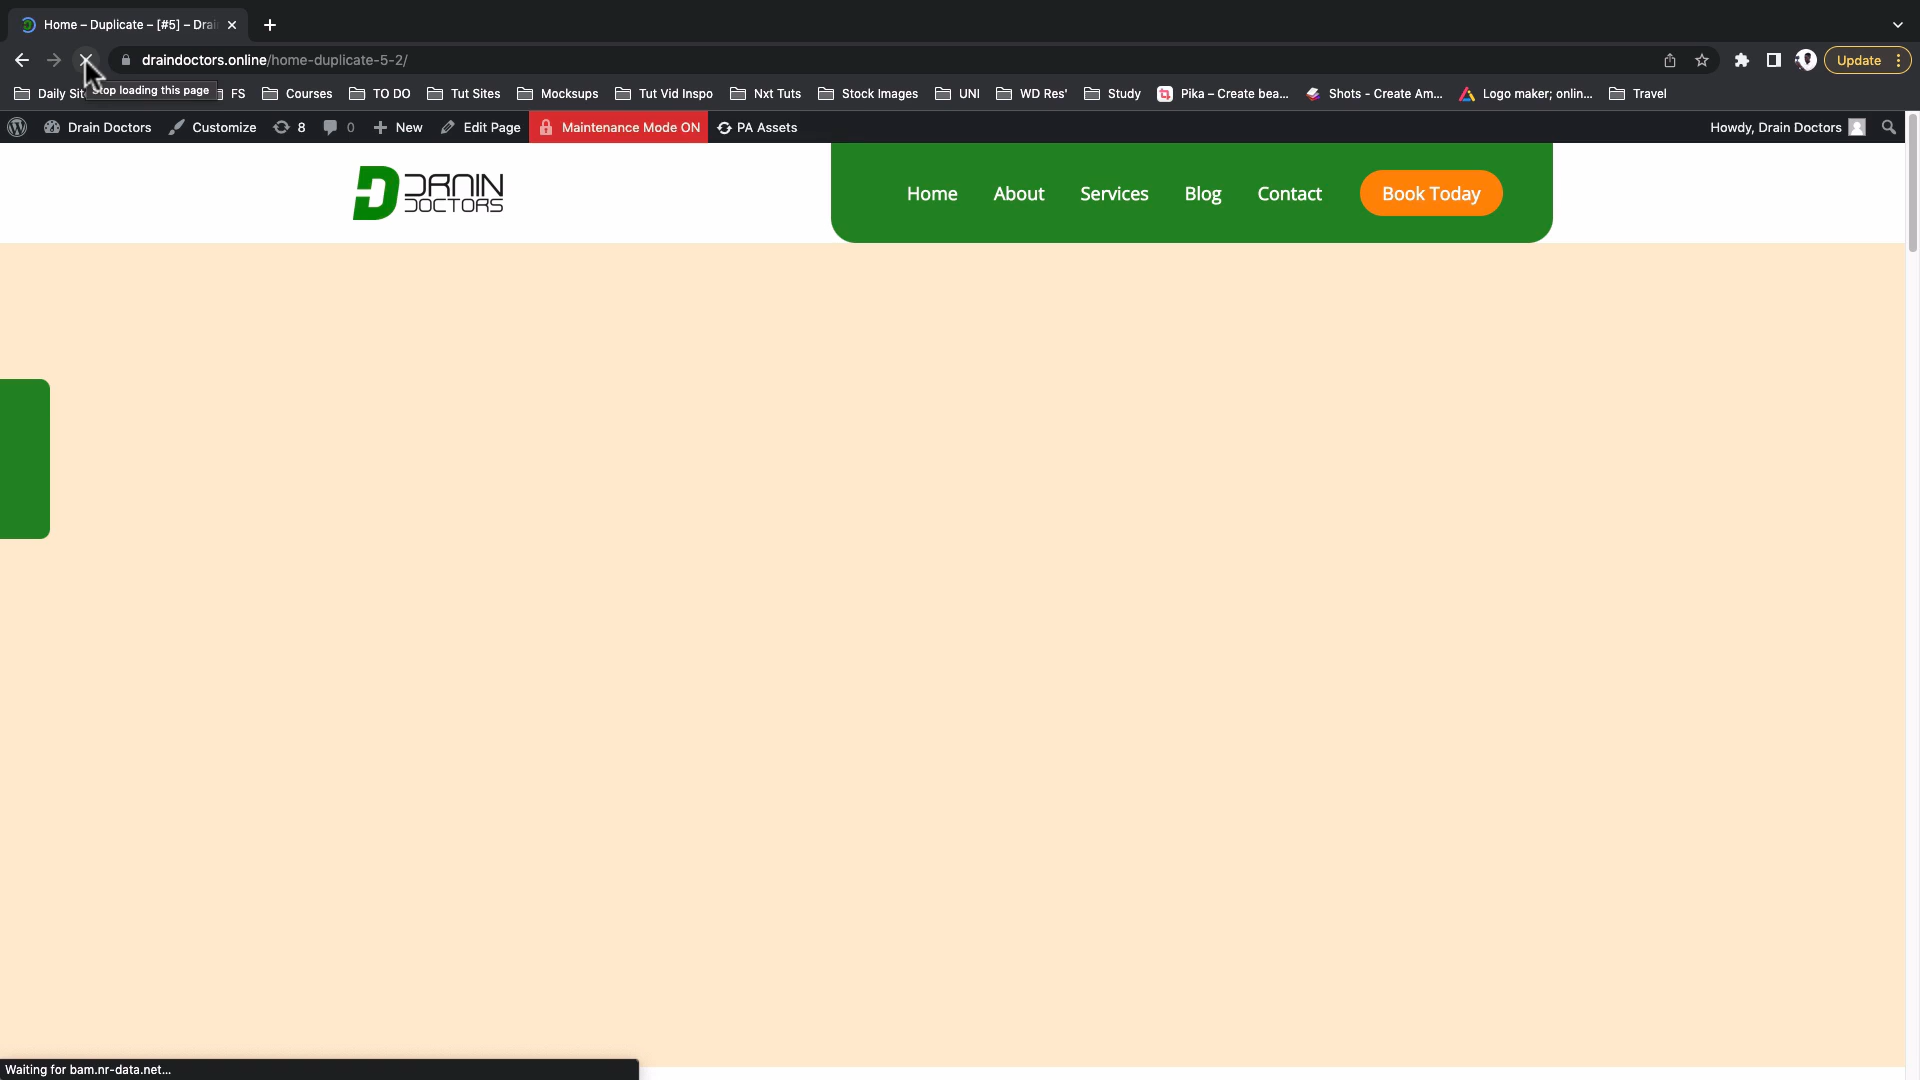 Home – Duplicate – [#5] – Drai
draindoctors.online/home-duplicate-5-2/
Update
Stop loading this page
Daily Sit
FS
Courses
TO DO
Tut Sites
Mocksups
Tut Vid Inspo
Nxt Tuts
Stock Images
UNI
WD Res'
Study
Pika – Create bea...
Shots - Create Am...
Logo maker; onlin...
Travel
Drain Doctors
Customize
8
0
New
Edit Page
Maintenance Mode ON
PA Assets
Howdy, Drain Doctors
DRAIN
DOCTORS
Home
About
Services
Blog
Contact
Book Today
Waiting for bam.nr-data.net...